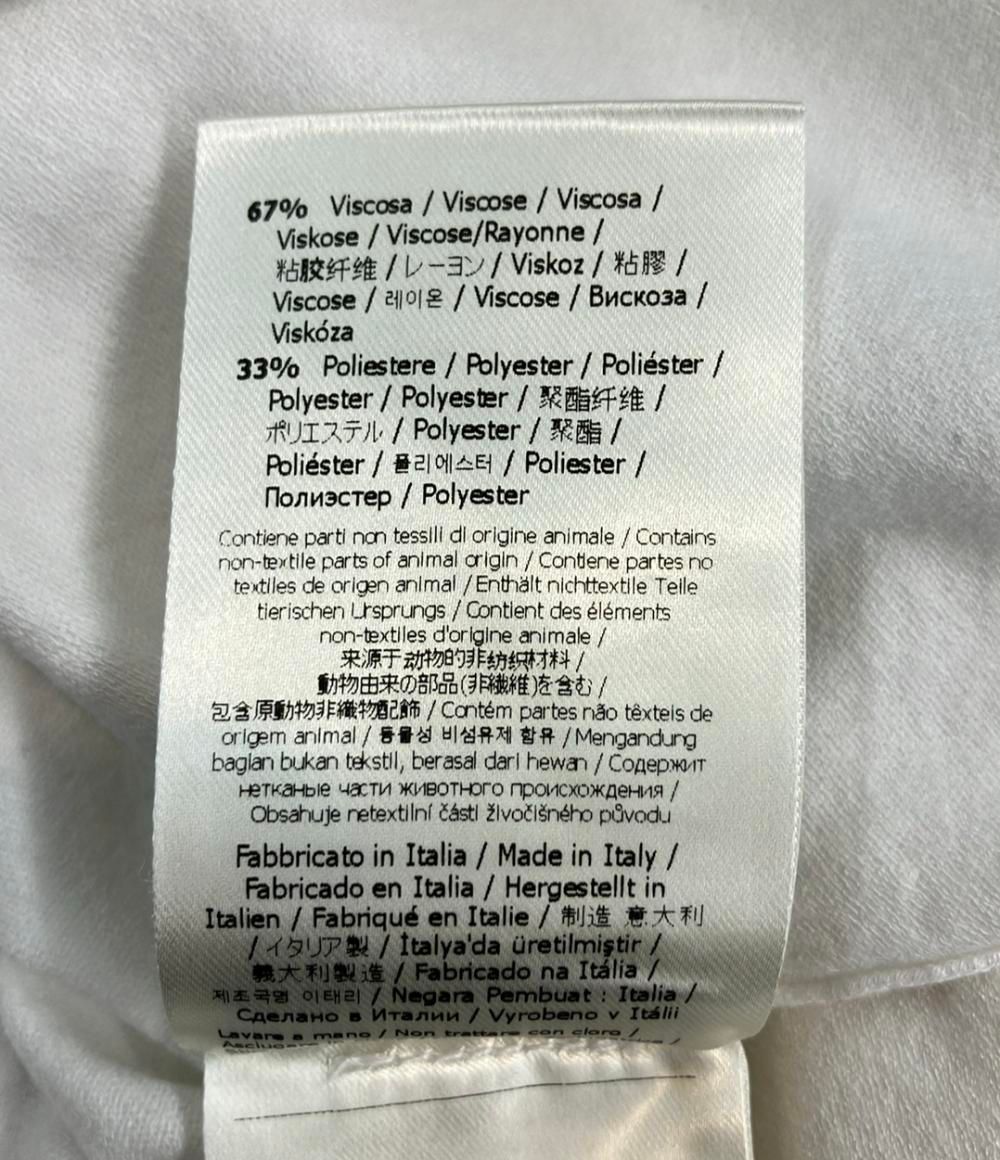 67% Viscosa / Viscose / Viscosa /
Viskose / Viscose/Rayonne /
粘胶纤维 / レーヨン / Viskoz / 粘膠 /
Viscose / 레이온 / Viscose / Вискоза /
Viskóza
33% Poliestere / Polyester / Poliéster /
Polyester / Polyester / 聚酯纤维 /
ポリエステル / Polyester / 聚酯 /
Poliéster / 폴리에스터 / Poliester /
Полиэстер / Polyester
Contiene parti non tessili di origine animale / Contains
non-textile parts of animal origin / Contiene partes no
textiles de origen animal / Enthält nichttextile Teile
tierischen Ursprungs / Contient des éléments
non-textiles d'origine animale /
来源于动物的非纺织材料 /
動物由来の部品(非繊維)を含む /
包含原動物非織物配飾 / Contém partes não têxteis de
origem animal / 동물성 비섬유제 함유 / Mengandung
bagian bukan tekstil, berasal dari hewan / Содержит
нетканые части животного происхождения /
Obsahuje netextilní části živočišného původu
Fabbricato in Italia / Made in Italy /
Fabricado en Italia / Hergestellt in
Italien / Fabriqué en Italie / 制造 意大利
/ イタリア製 / İtalya'da üretilmiştir /
義大利製造 / Fabricado na Itália /
제조국명 이태리 / Negara Pembuat : Italia /
Сделано в Италии / Vyrobeno v Itálii
Lavare a mano / Non trattare con cloro /